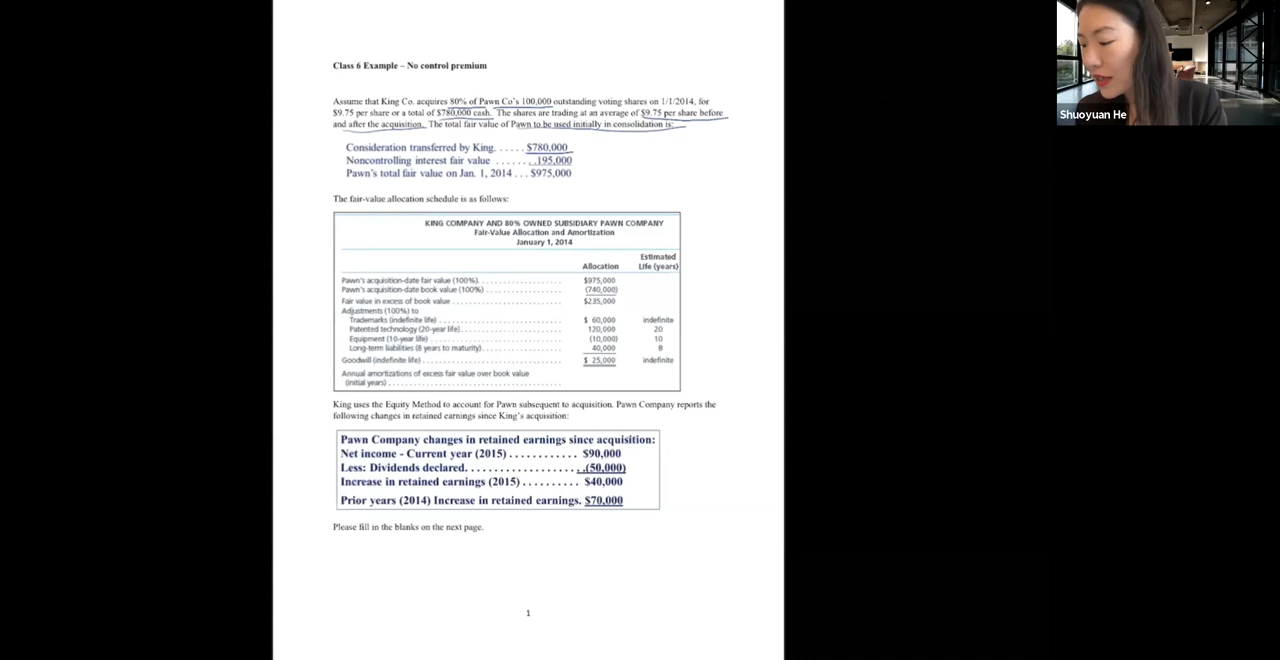 Class 6 Example – No control premium
Assume that King Co. acquires 80% of Pawn Co's 100,000 outstanding voting shares on 1/1/2014, for
$9.75 per share or a total of $780,000 cash. The shares are trading at an average of $9.75 per share before
and after the acquisition. The total fair value of Pawn to be used initially in consolidation is:
Consideration transferred by King. . . . . . $780,000
Noncontrolling interest fair value . . . . . . . .195,000
Pawn's total fair value on Jan. 1, 2014 . . . $975,000
The fair-value allocation schedule is as follows:
KING COMPANY AND 80% OWNED SUBSIDIARY PAWN COMPANY
Fair-Value Allocation and Amortization
January 1, 2014
Estimated
Allocation Life (years)
Pawn's acquisition-date fair value (100%) $975,000
Pawn's acquisition-date book value (100%) (740,000)
Fair value in excess of book value $235,000
Adjustments (100%) to
Trademarks (indefinite life) $ 60,000 indefinite
Patented technology (20-year life) 120,000 20
Equipment (10-year life) (10,000) 10
Long-term liabilities (8 years to maturity) 40,000 8
Goodwill (indefinite life) $ 25,000 indefinite
Annual amortizations of excess fair value over book value
(initial years)
King uses the Equity Method to account for Pawn subsequent to acquisition. Pawn Company reports the
following changes in retained earnings since King's acquisition:
Pawn Company changes in retained earnings since acquisition:
Net income - Current year (2015) . . . . . . . . . . . . $90,000
Less: Dividends declared. . . . . . . . . . . . . . . . . . . . .(50,000)
Increase in retained earnings (2015) . . . . . . . . . . $40,000
Prior years (2014) Increase in retained earnings. $70,000
Please fill in the blanks on the next page.
1
Shuoyuan He